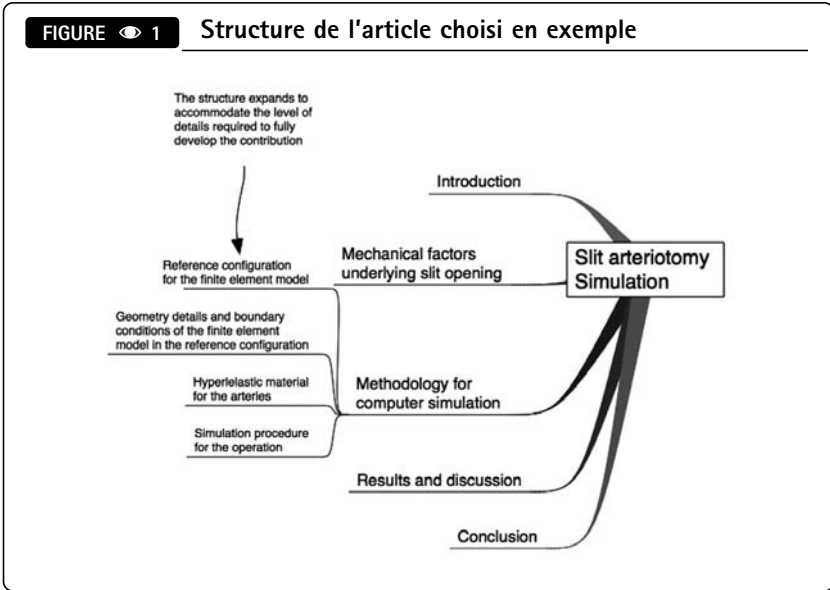 FIGURE 1 Structure de l'article choisi en exemple
The structure expands to
accommodate the level of
details required to fully
develop the contribution
Introduction
Slit arteriotomy
Simulation
Mechanical factors
underlying slit opening
Reference configuration
for the finite element model
Geometry details and boundary
conditions of the finite element
model in the reference configuration
Hyperlelastic material
for the arteries
Simulation procedure
for the operation
Methodology for
computer simulation
Results and discussion
Conclusion